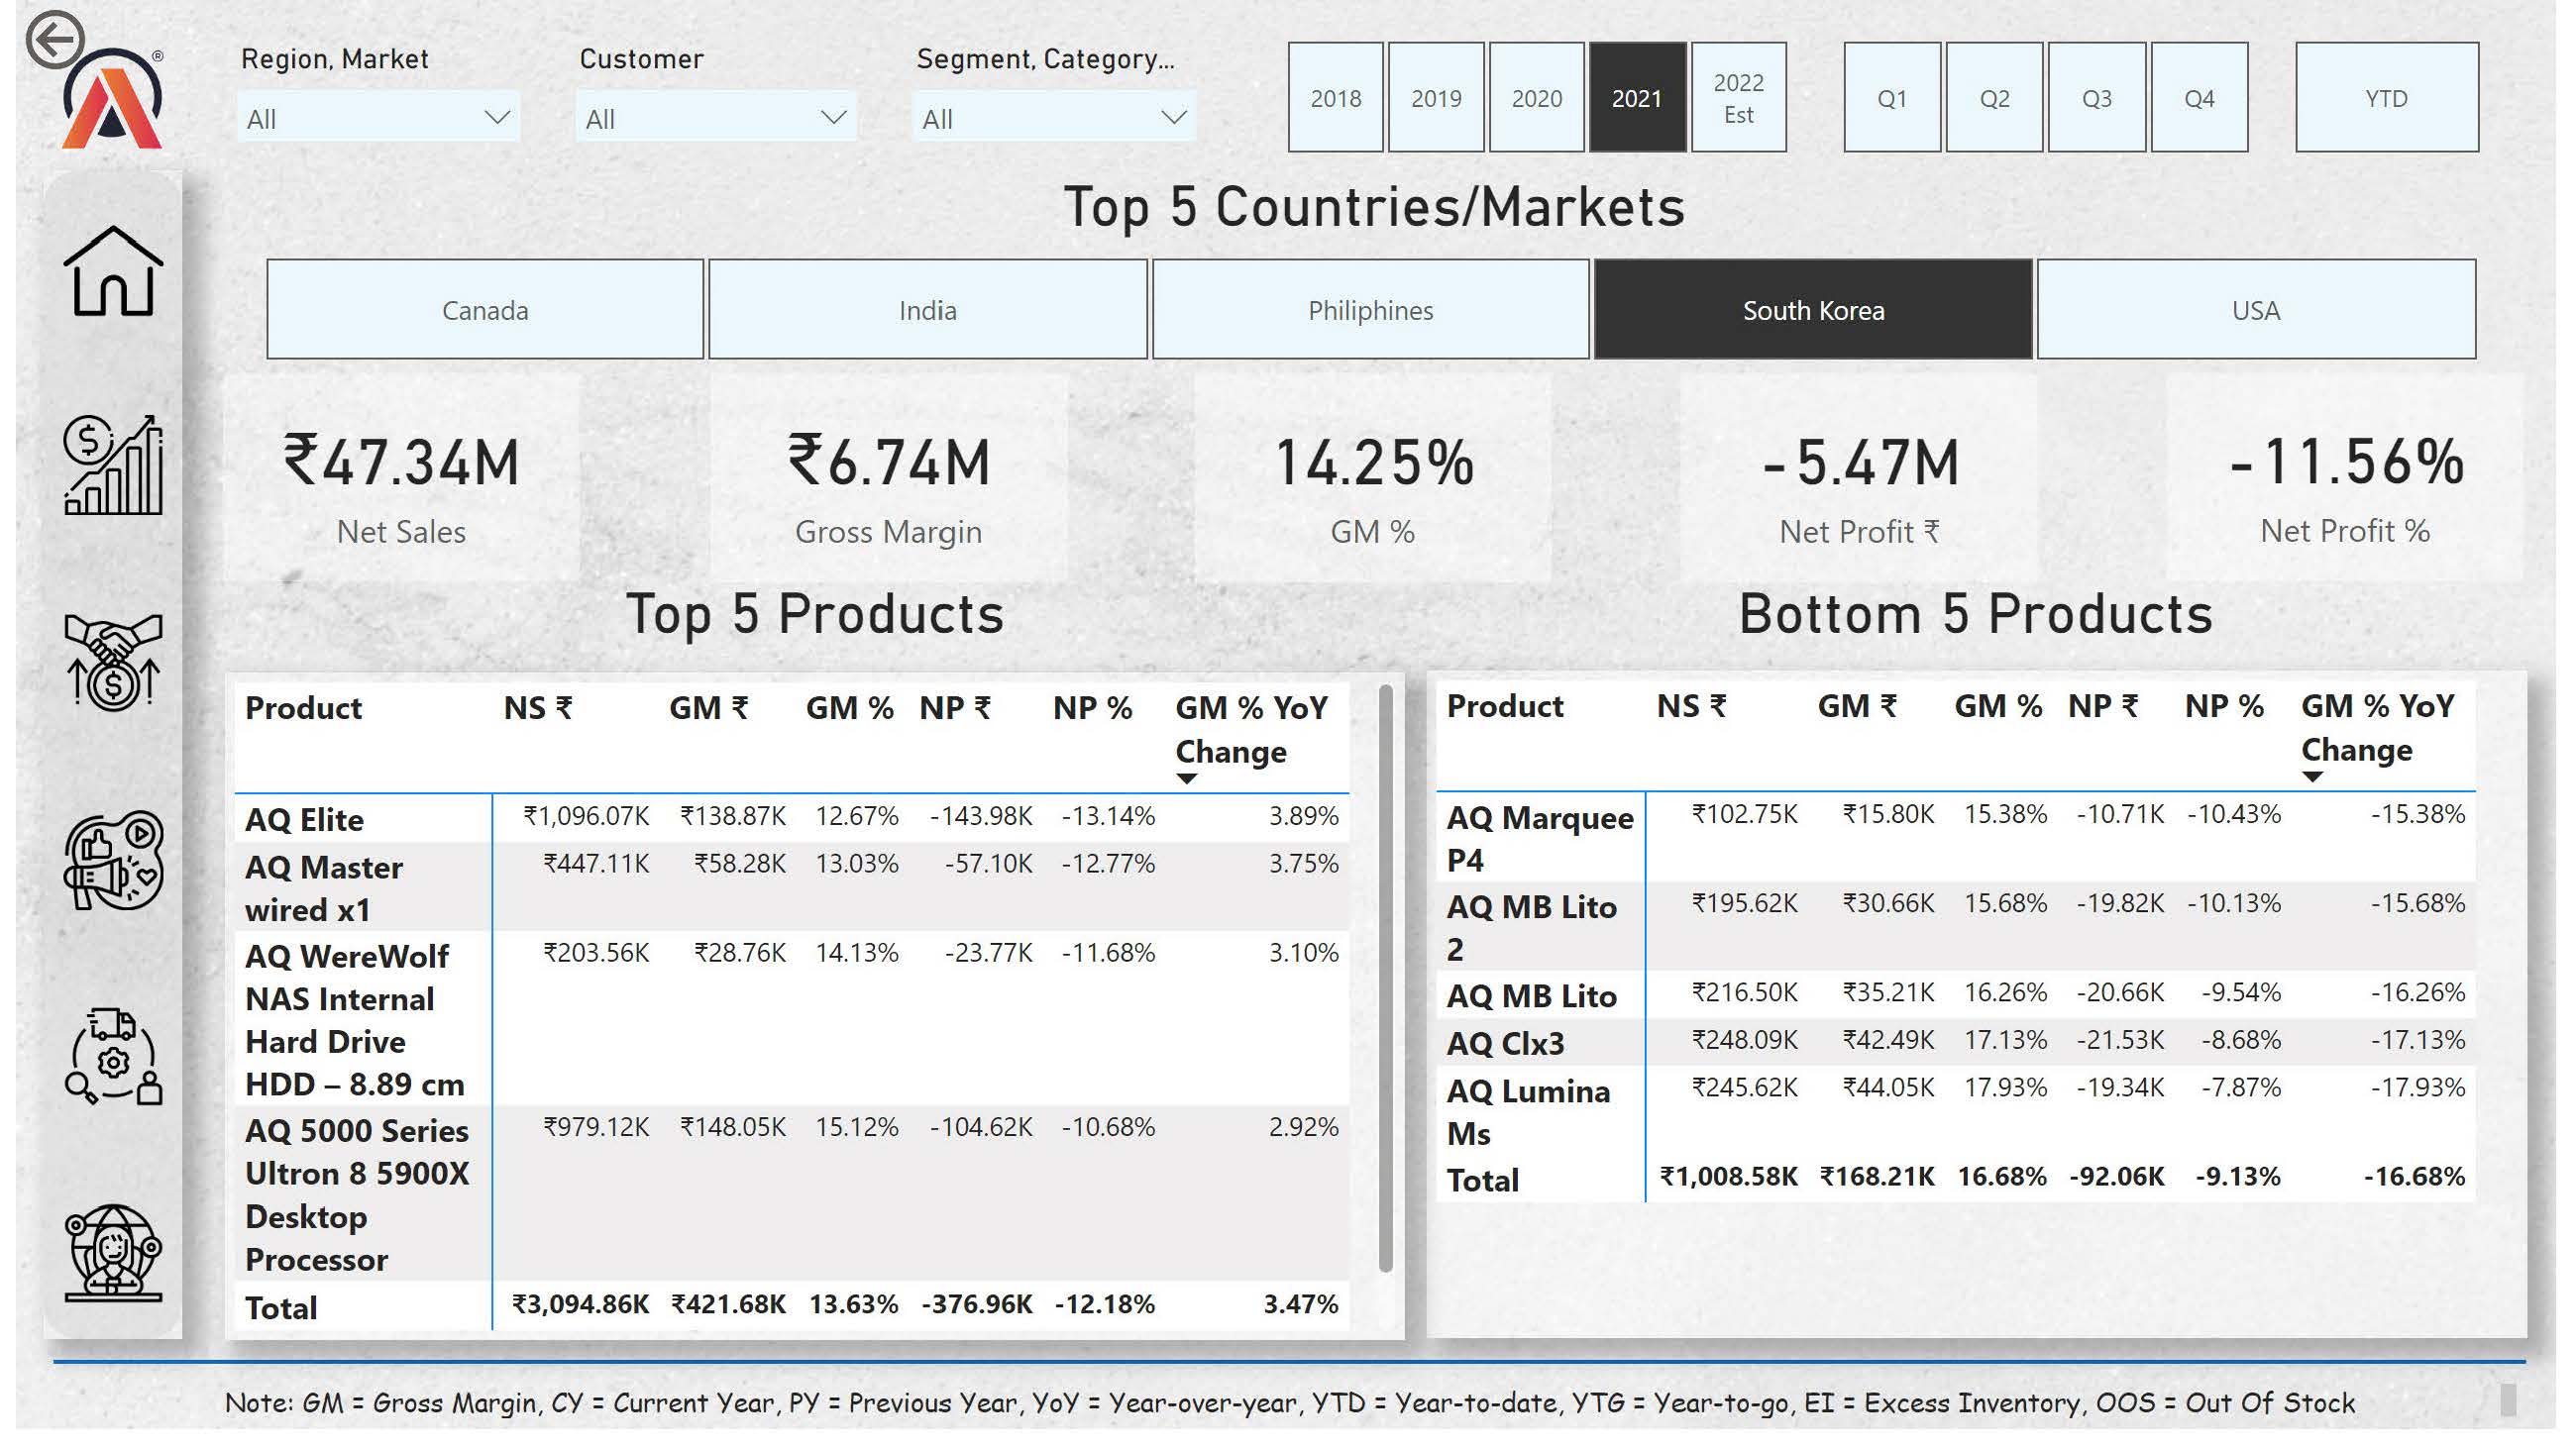 ®
Region, Market
Customer
Segment, Category...
All
All
All
2018
2019
2020
2021
2022
Est
Q1
Q2
Q3
Q4
YTD
Top 5 Countries/Markets
Canada
India
Philiphines
South Korea
USA
₹47.34M
Net Sales
₹6.74M
Gross Margin
14.25%
GM %
-5.47M
Net Profit ₹
-11.56%
Net Profit %
Top 5 Products
Product NS ₹ GM ₹ GM % NP ₹ NP % GM % YoY
Change
AQ Elite ₹1,096.07K ₹138.87K 12.67% -143.98K -13.14% 3.89%
AQ Master ₹447.11K ₹58.28K 13.03% -57.10K -12.77% 3.75%
wired x1
AQ WereWolf ₹203.56K ₹28.76K 14.13% -23.77K -11.68% 3.10%
NAS Internal
Hard Drive
HDD – 8.89 cm
AQ 5000 Series ₹979.12K ₹148.05K 15.12% -104.62K -10.68% 2.92%
Ultron 8 5900X
Desktop
Processor
Total ₹3,094.86K ₹421.68K 13.63% -376.96K -12.18% 3.47%
Bottom 5 Products
Product NS ₹ GM ₹ GM % NP ₹ NP % GM % YoY
Change
AQ Marquee ₹102.75K ₹15.80K 15.38% -10.71K -10.43% -15.38%
P4
AQ MB Lito ₹195.62K ₹30.66K 15.68% -19.82K -10.13% -15.68%
2
AQ MB Lito ₹216.50K ₹35.21K 16.26% -20.66K -9.54% -16.26%
AQ Clx3 ₹248.09K ₹42.49K 17.13% -21.53K -8.68% -17.13%
AQ Lumina ₹245.62K ₹44.05K 17.93% -19.34K -7.87% -17.93%
Ms
Total ₹1,008.58K ₹168.21K 16.68% -92.06K -9.13% -16.68%
Note: GM = Gross Margin, CY = Current Year, PY = Previous Year, YoY = Year-over-year, YTD = Year-to-date, YTG = Year-to-go, EI = Excess Inventory, OOS = Out Of Stock